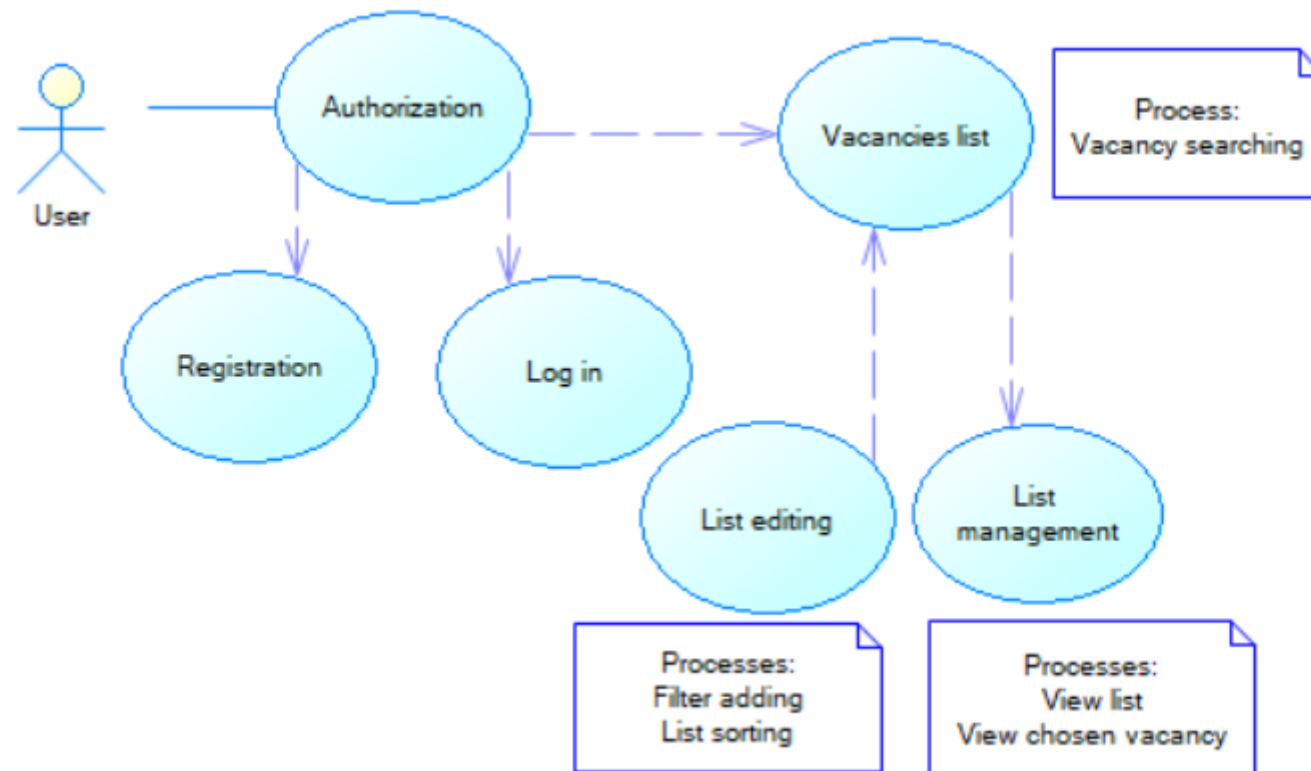 Authorization
Vacancies list
Process:
Vacancy searching
User
Registration
Log in
List editing
List
management
Processes:
Filter adding
List sorting
Processes:
View list
View chosen vacancy